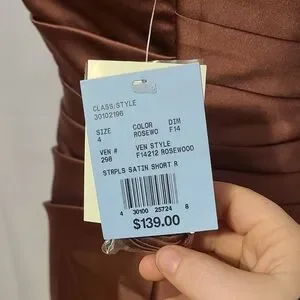 CLASS/STYLE
30102196
SIZE COLOR DIM
4 ROSEWO F14
VEN # VEN STYLE
298 F14212 ROSEWOOD
STRPLS SATIN SHORT R
4 30100 25724 8
$139.00